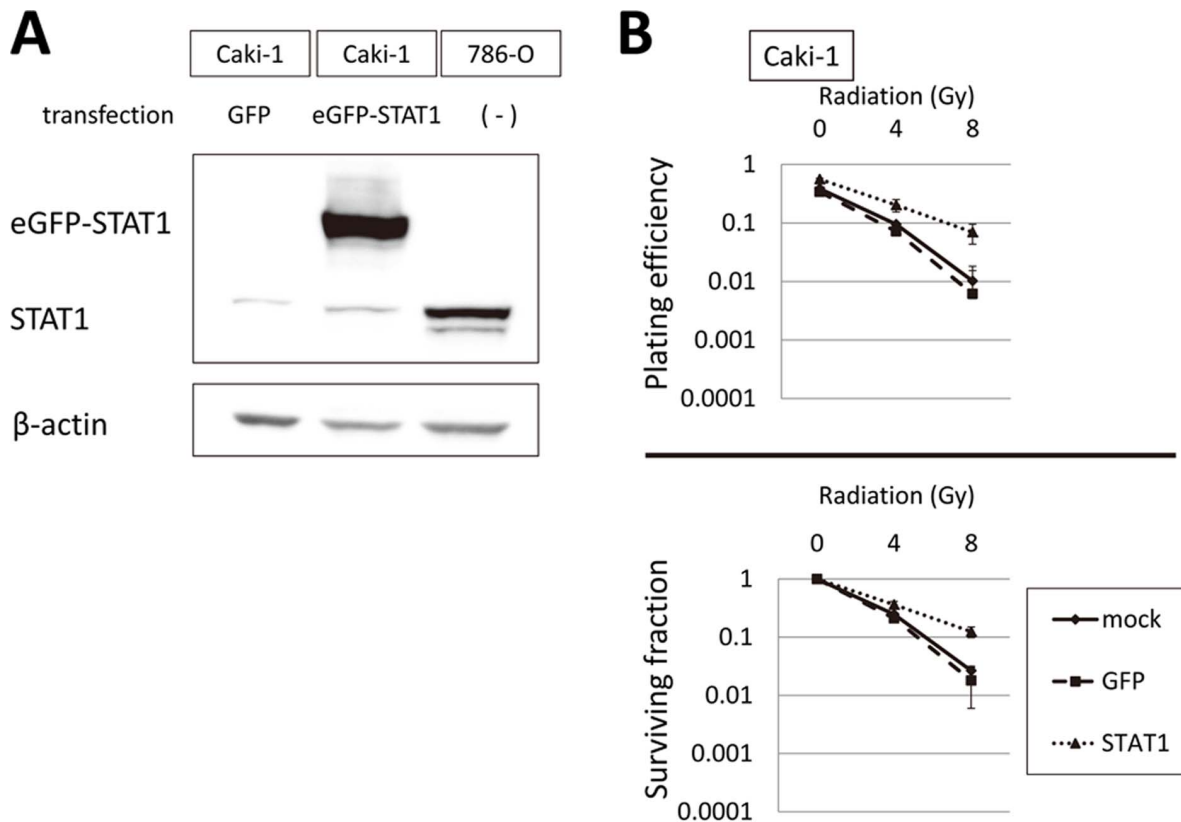 A
Caki-1 Caki-1 786-O
transfection GFP eGFP-STAT1 ( - )
eGFP-STAT1
STAT1
β-actin
B
Caki-1
Radiation (Gy)
0 4 8
Plating efficiency
1
0.1
0.01
0.001
0.0001
Radiation (Gy)
0 4 8
Surviving fraction
1
0.1
0.01
0.001
0.0001
mock
GFP
STAT1